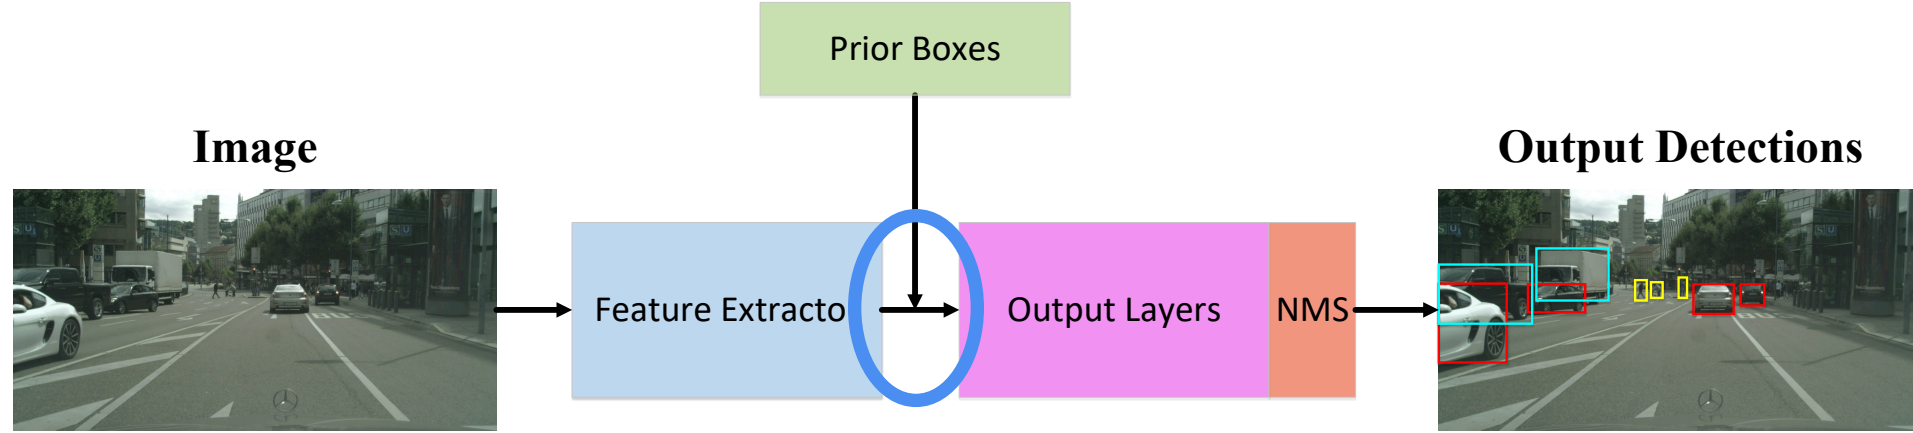 Prior Boxes
Image
Output Detections
Feature Extracto
Output Layers
NMS